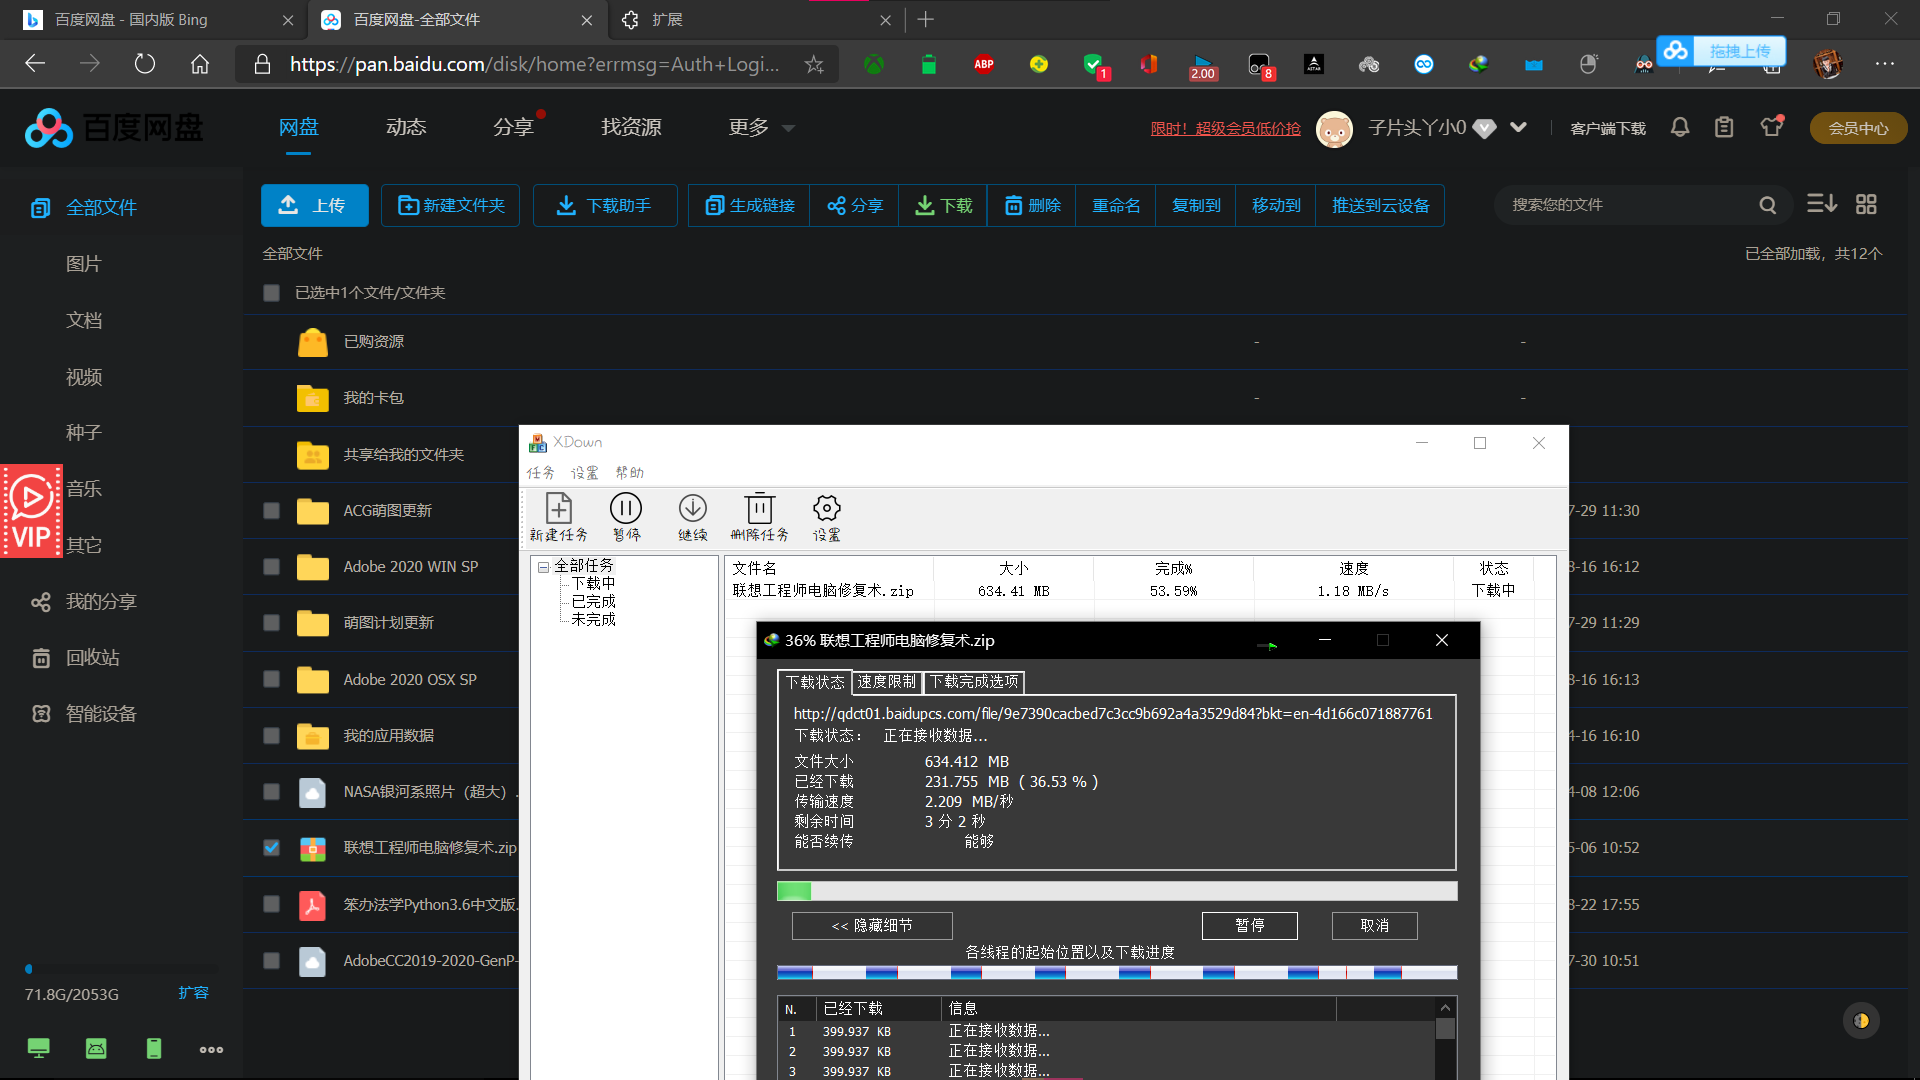 百度网盘 - 国内版 Bing
百度网盘-全部文件
扩展
https://pan.baidu.com/disk/home?errmsg=Auth+Logi...
ABP
1
2.00
8
拖拽上传
百度网盘
网盘
动态
分享
找资源
更多
限时！超级会员低价抢
子片头丫小0
客户端下载
会员中心
全部文件
图片
文档
视频
种子
音乐
其它
我的分享
回收站
智能设备
VIP
71.8G/2053G
扩容
上传
新建文件夹
下载助手
生成链接
分享
下载
删除
重命名
复制到
移动到
推送到云设备
搜索您的文件
全部文件
已全部加载，共12个
已选中1个文件/文件夹
已购资源
-
-
我的卡包
-
-
共享给我的文件夹
ACG萌图更新
7-29 11:30
Adobe 2020 WIN SP
8-16 16:12
萌图计划更新
7-29 11:29
Adobe 2020 OSX SP
8-16 16:13
我的应用数据
4-16 16:10
NASA银河系照片（超大）.
4-08 12:06
联想工程师电脑修复术.zip
5-06 10:52
笨办法学Python3.6中文版.
8-22 17:55
AdobeCC2019-2020-GenP-
7-30 10:51
XDown
任务
设置
帮助
新建任务
暂停
继续
删除任务
设置
全部任务
下载中
已完成
未完成
文件名
大小
完成%
速度
状态
联想工程师电脑修复术.zip
634.41 MB
53.59%
1.18 MB/s
下载中
36% 联想工程师电脑修复术.zip
下载状态
速度限制
下载完成选项
http://qdct01.baidupcs.com/file/9e7390cacbed7c3cc9b692a4a3529d84?bkt=en-4d166c071887761
下载状态： 正在接收数据...
文件大小 634.412 MB
已经下载 231.755 MB ( 36.53 % )
传输速度 2.209 MB/秒
剩余时间 3 分 2 秒
能否续传 能够
<< 隐藏细节
暂停
取消
各线程的起始位置以及下载进度
N. 已经下载 信息
1 399.937 KB 正在接收数据...
2 399.937 KB 正在接收数据...
3 399.937 KB 正在接收数据...